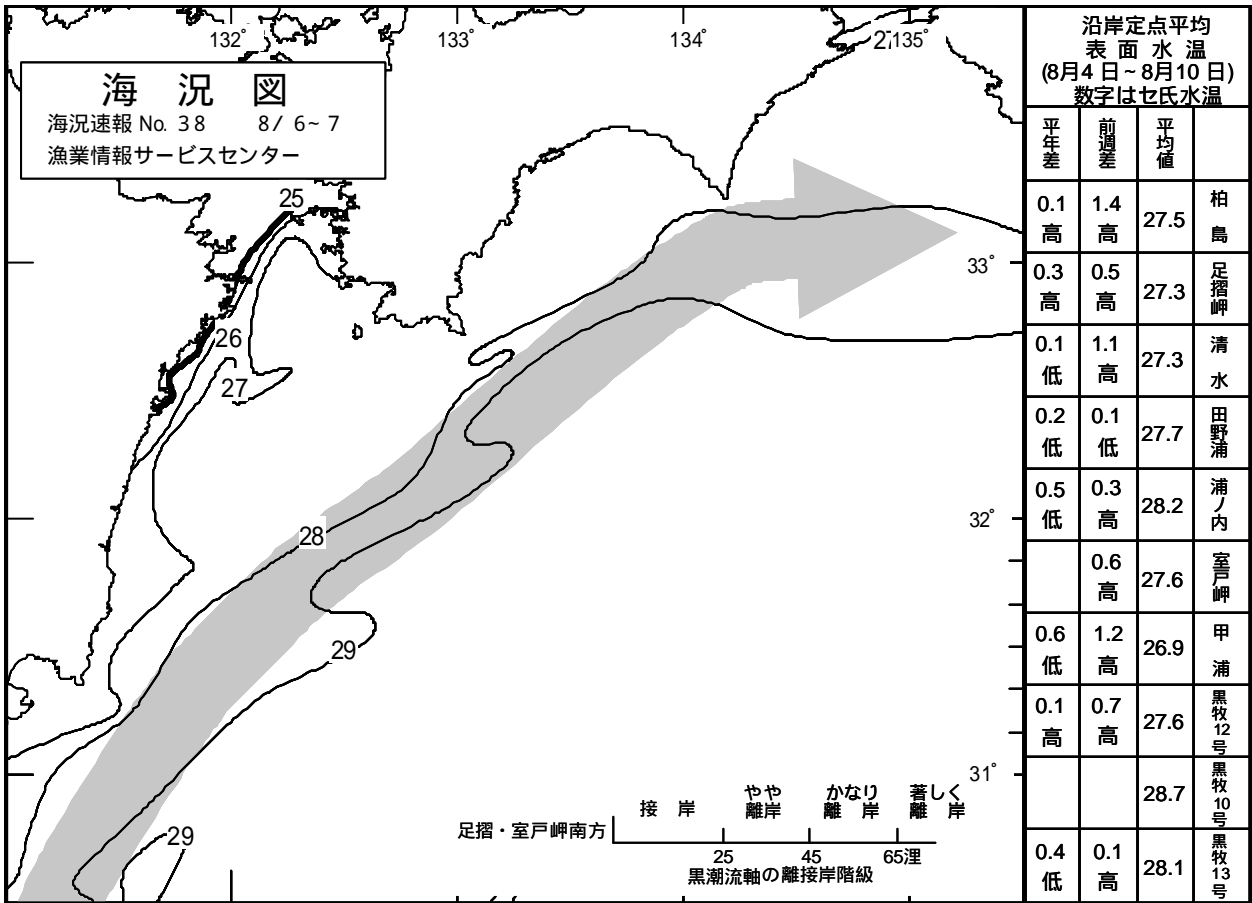 132°
133°
134°
27
135°
海 況 図
海況速報 No. 38 8/ 6~ 7
漁業情報サービスセンター
25
26
27
28
29
29
33°
32°
31°
接 岸
やや
離岸
かなり
離 岸
著しく
離 岸
足摺・室戸岬南方
25 45 65浬
黒潮流軸の離接岸階級
沿岸定点平均
表 面 水 温
(8月4 日~8月10 日)
数字はセ氏水温
平年差 前週差 平均値
0.1高 1.4高 27.5 柏島
0.3高 0.5高 27.3 足摺岬
0.1低 1.1高 27.3 清水
0.2低 0.1低 27.7 田野浦
0.5低 0.3高 28.2 浦ノ内
0.6高 27.6 室戸岬
0.6低 1.2高 26.9 甲浦
0.1高 0.7高 27.6 黒牧12号
28.7 黒牧10号
0.4低 0.1高 28.1 黒牧13号